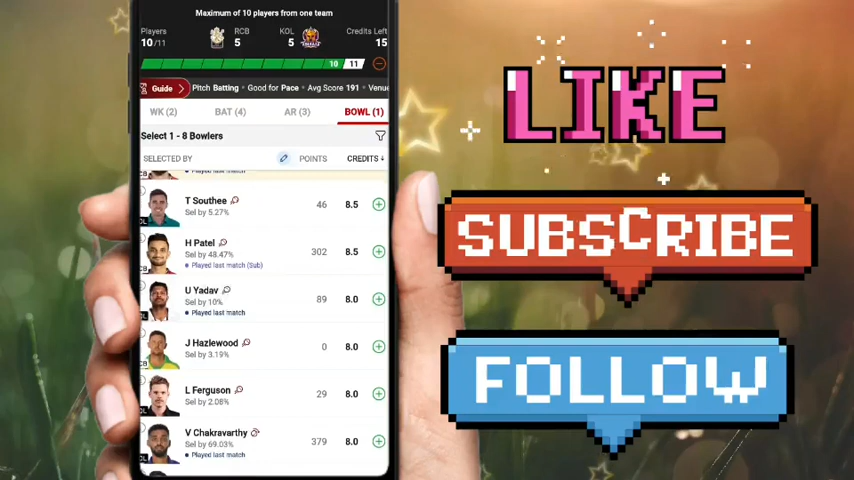 Maximum of 10 players from one team
Players
10/11
RCB
5
KOL
5
Credits Left
15
10
11
Guide
Pitch Batting • Good for Pace • Avg Score 191 • Venue
WK (2)
BAT (4)
AR (3)
BOWL (1)
Select 1 - 8 Bowlers
SELECTED BY
POINTS
CREDITS
Played last match
T Southee
Sel by 5.27%
46
8.5
H Patel
Sel by 48.47%
Played last match (Sub)
302
8.5
U Yadav
Sel by 10%
Played last match
89
8.0
J Hazlewood
Sel by 3.19%
0
8.0
L Ferguson
Sel by 2.08%
29
8.0
V Chakravarthy
Sel by 69.03%
Played last match
379
8.0
LIKE
SUBSCRIBE
FOLLOW